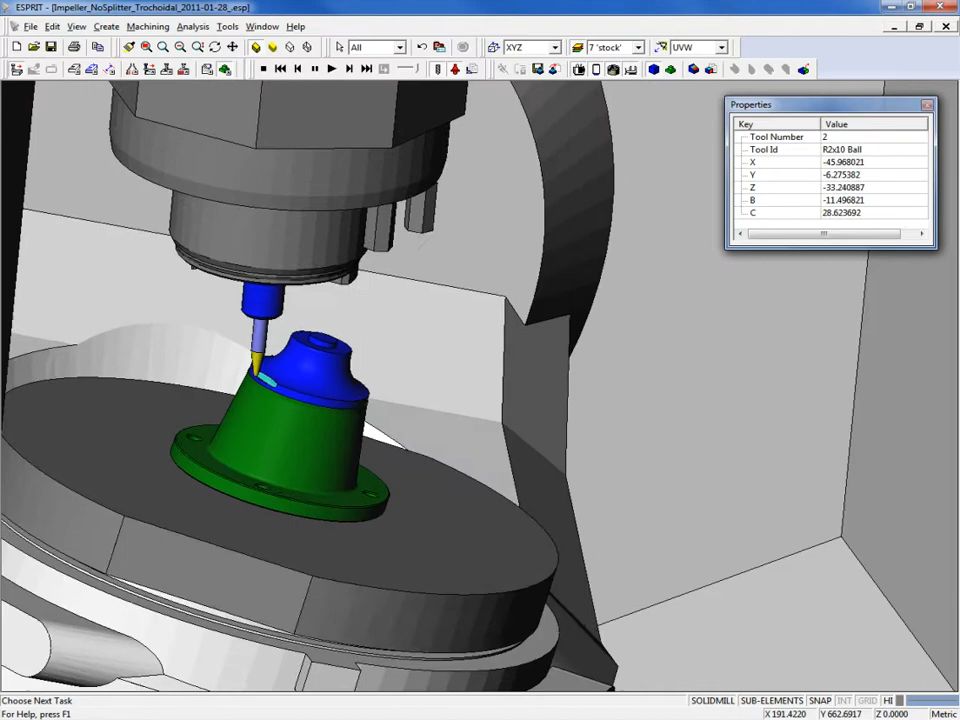 ESPRIT - [Impeller_NoSplitter_Trochoidal_2011-01-28_.esp]
File Edit View Create Machining Analysis Tools Window Help
All XYZ 7 'stock' UVW
Properties
Key Value
Tool Number 2
Tool Id R2x10 Ball
X -45.968021
Y -6.275382
Z -33.240887
B -11.496821
C 28.623692
Choose Next Task
SOLIDMILL SUB-ELEMENTS SNAP INT GRID HI
For Help, press F1
X 191.4220 Y 662.6917 Z 0.0000 Metric